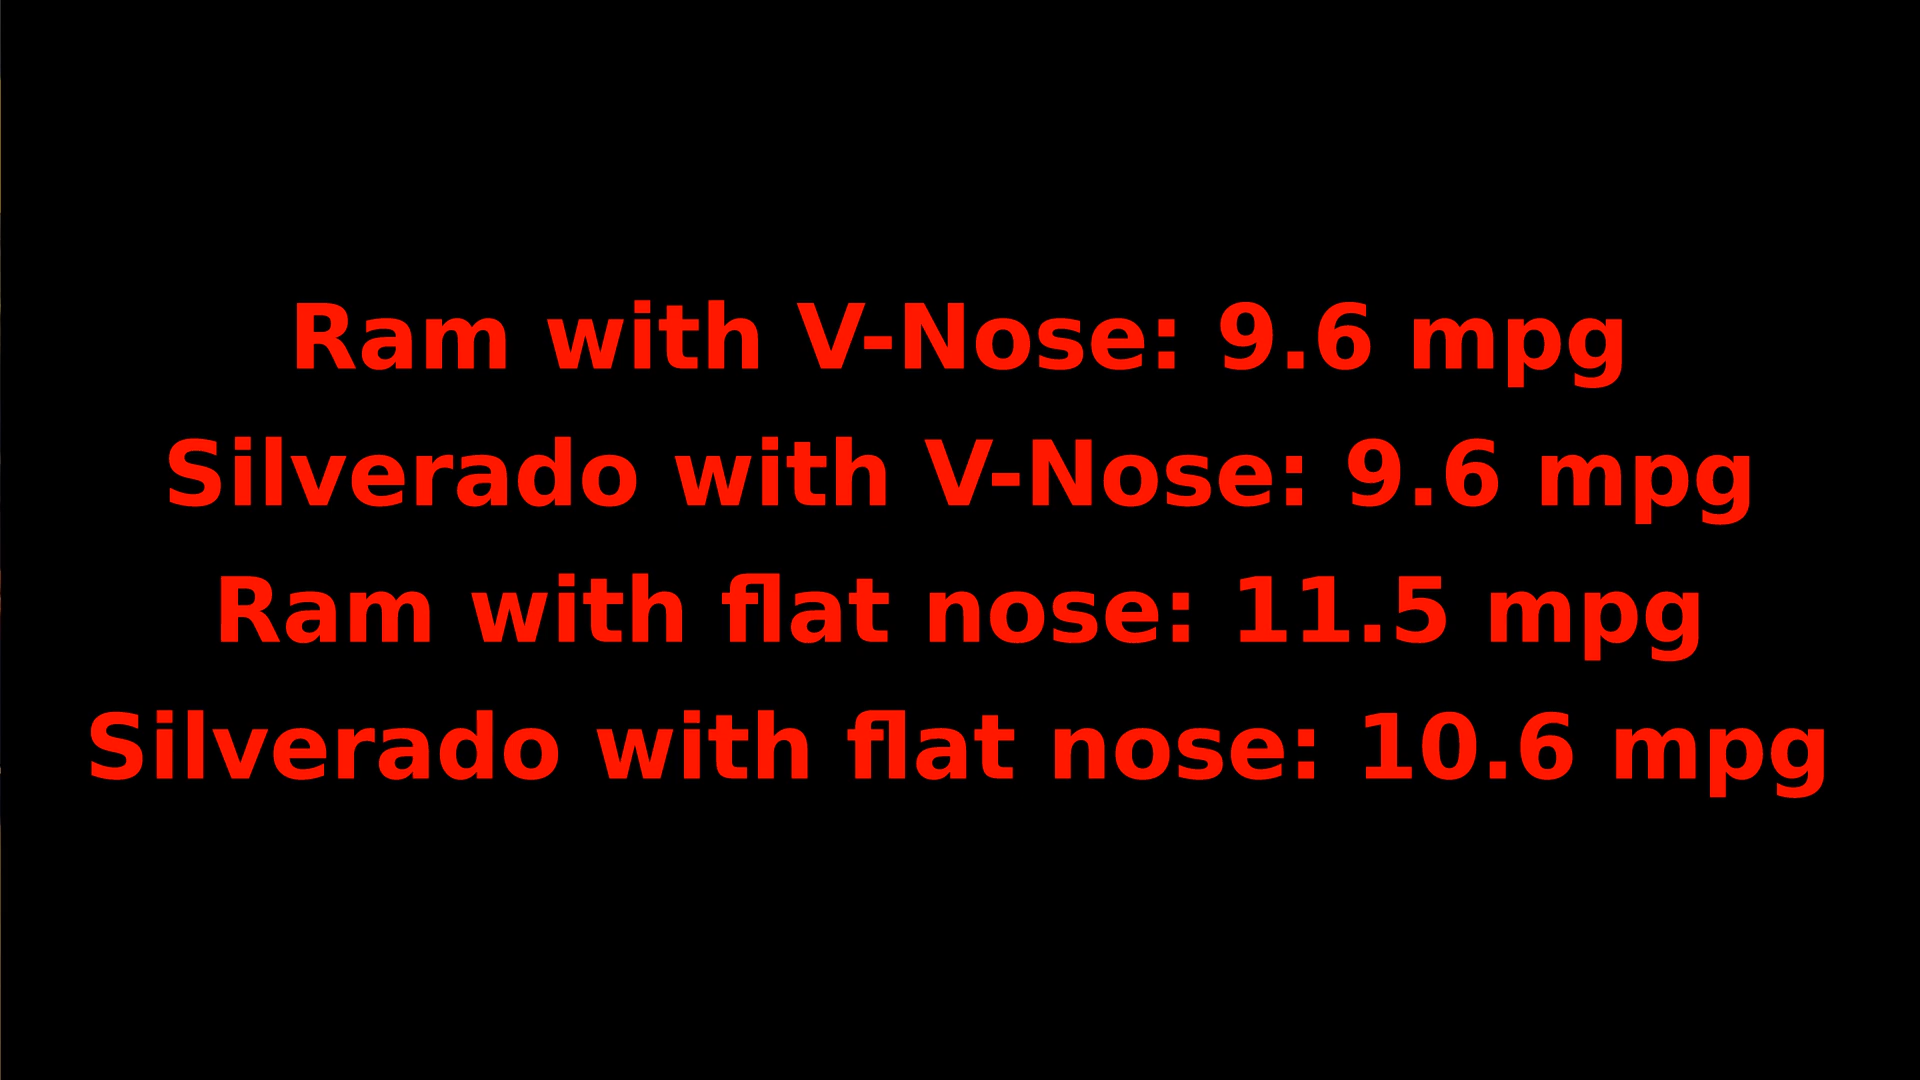 Ram with V-Nose: 9.6 mpg
Silverado with V-Nose: 9.6 mpg
Ram with flat nose: 11.5 mpg
Silverado with flat nose: 10.6 mpg